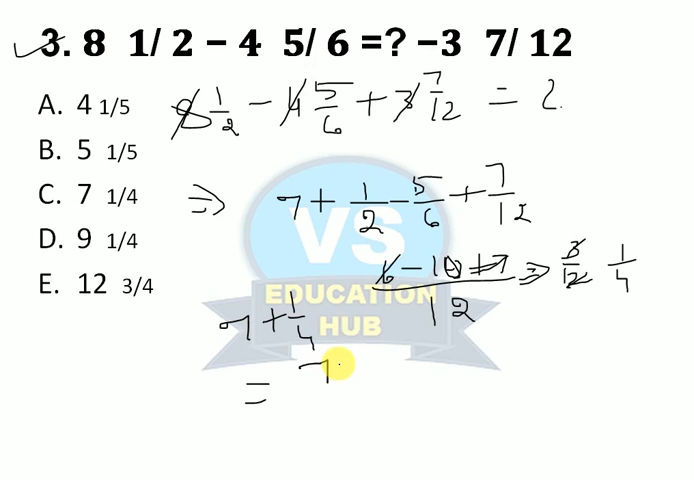 3. 8 1/ 2 – 4 5/ 6 =? –3 7/ 12
A. 4 1/5
8 1/2 – 4 5/6 + 3 7/12 = ?
B. 5 1/5
C. 7 1/4
⇒ 7 + 1/2 – 5/6 + 7/12
D. 9 1/4
VS
6 – 10 + 7 / 12 ⇒ 3/12 1/4
E. 12 3/4
EDUCATION
HUB
7 + 1/4
= 7